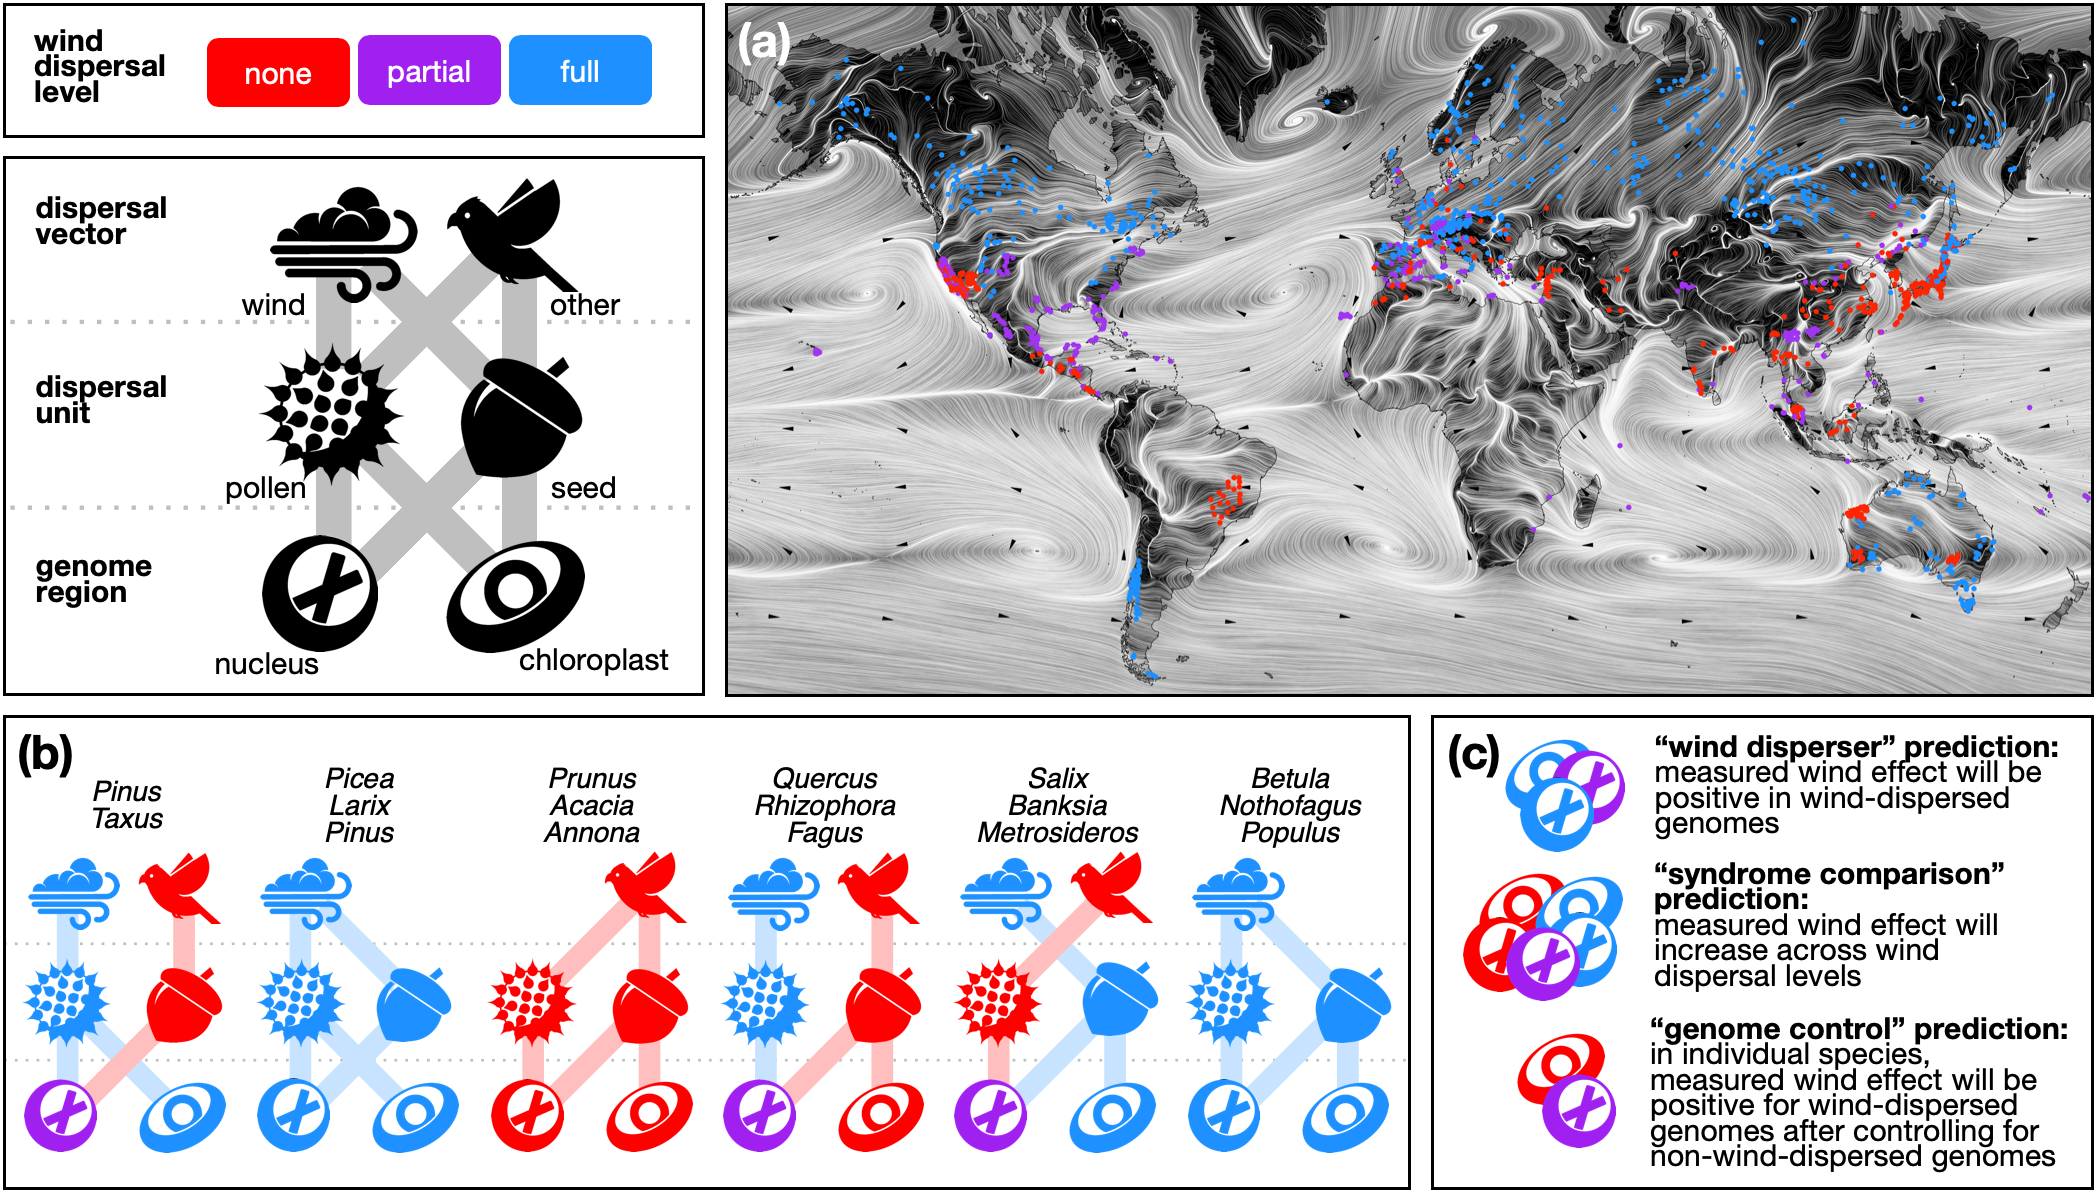 wind
dispersal
level
none
partial
full
dispersal
vector
wind
other
dispersal
unit
pollen
seed
genome
region
nucleus
chloroplast
(a)
(b)
Pinus
Taxus
Picea
Larix
Pinus
Prunus
Acacia
Annona
Quercus
Rhizophora
Fagus
Salix
Banksia
Metrosideros
Betula
Nothofagus
Populus
(c)
“wind disperser” prediction:
measured wind effect will be
positive in wind-dispersed
genomes
“syndrome comparison”
prediction:
measured wind effect will
increase across wind
dispersal levels
“genome control” prediction:
in individual species,
measured wind effect will be
positive for wind-dispersed
genomes after controlling for
non-wind-dispersed genomes